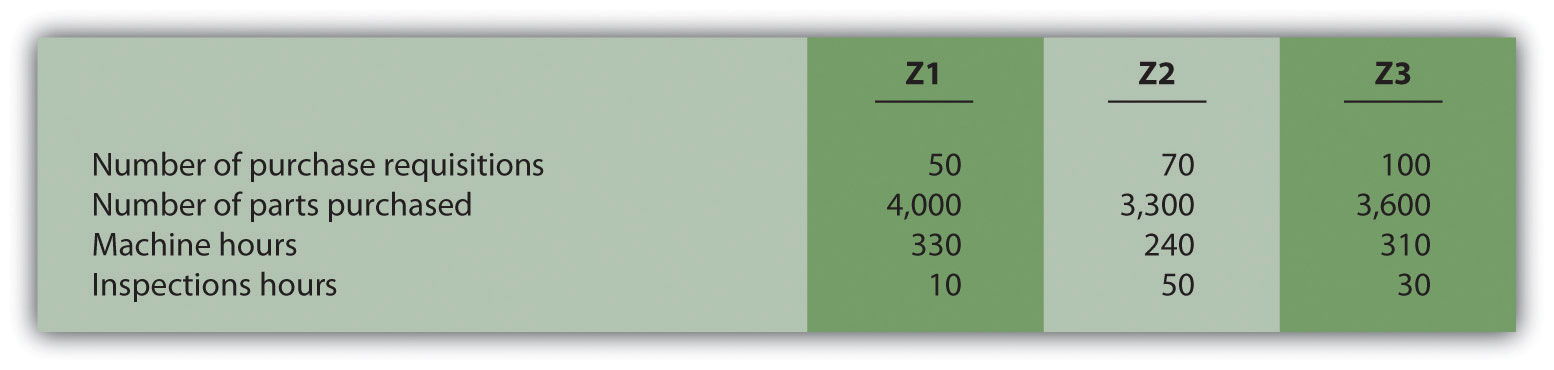 Z1 Z2 Z3
Number of purchase requisitions 50 70 100
Number of parts purchased 4,000 3,300 3,600
Machine hours 330 240 310
Inspections hours 10 50 30